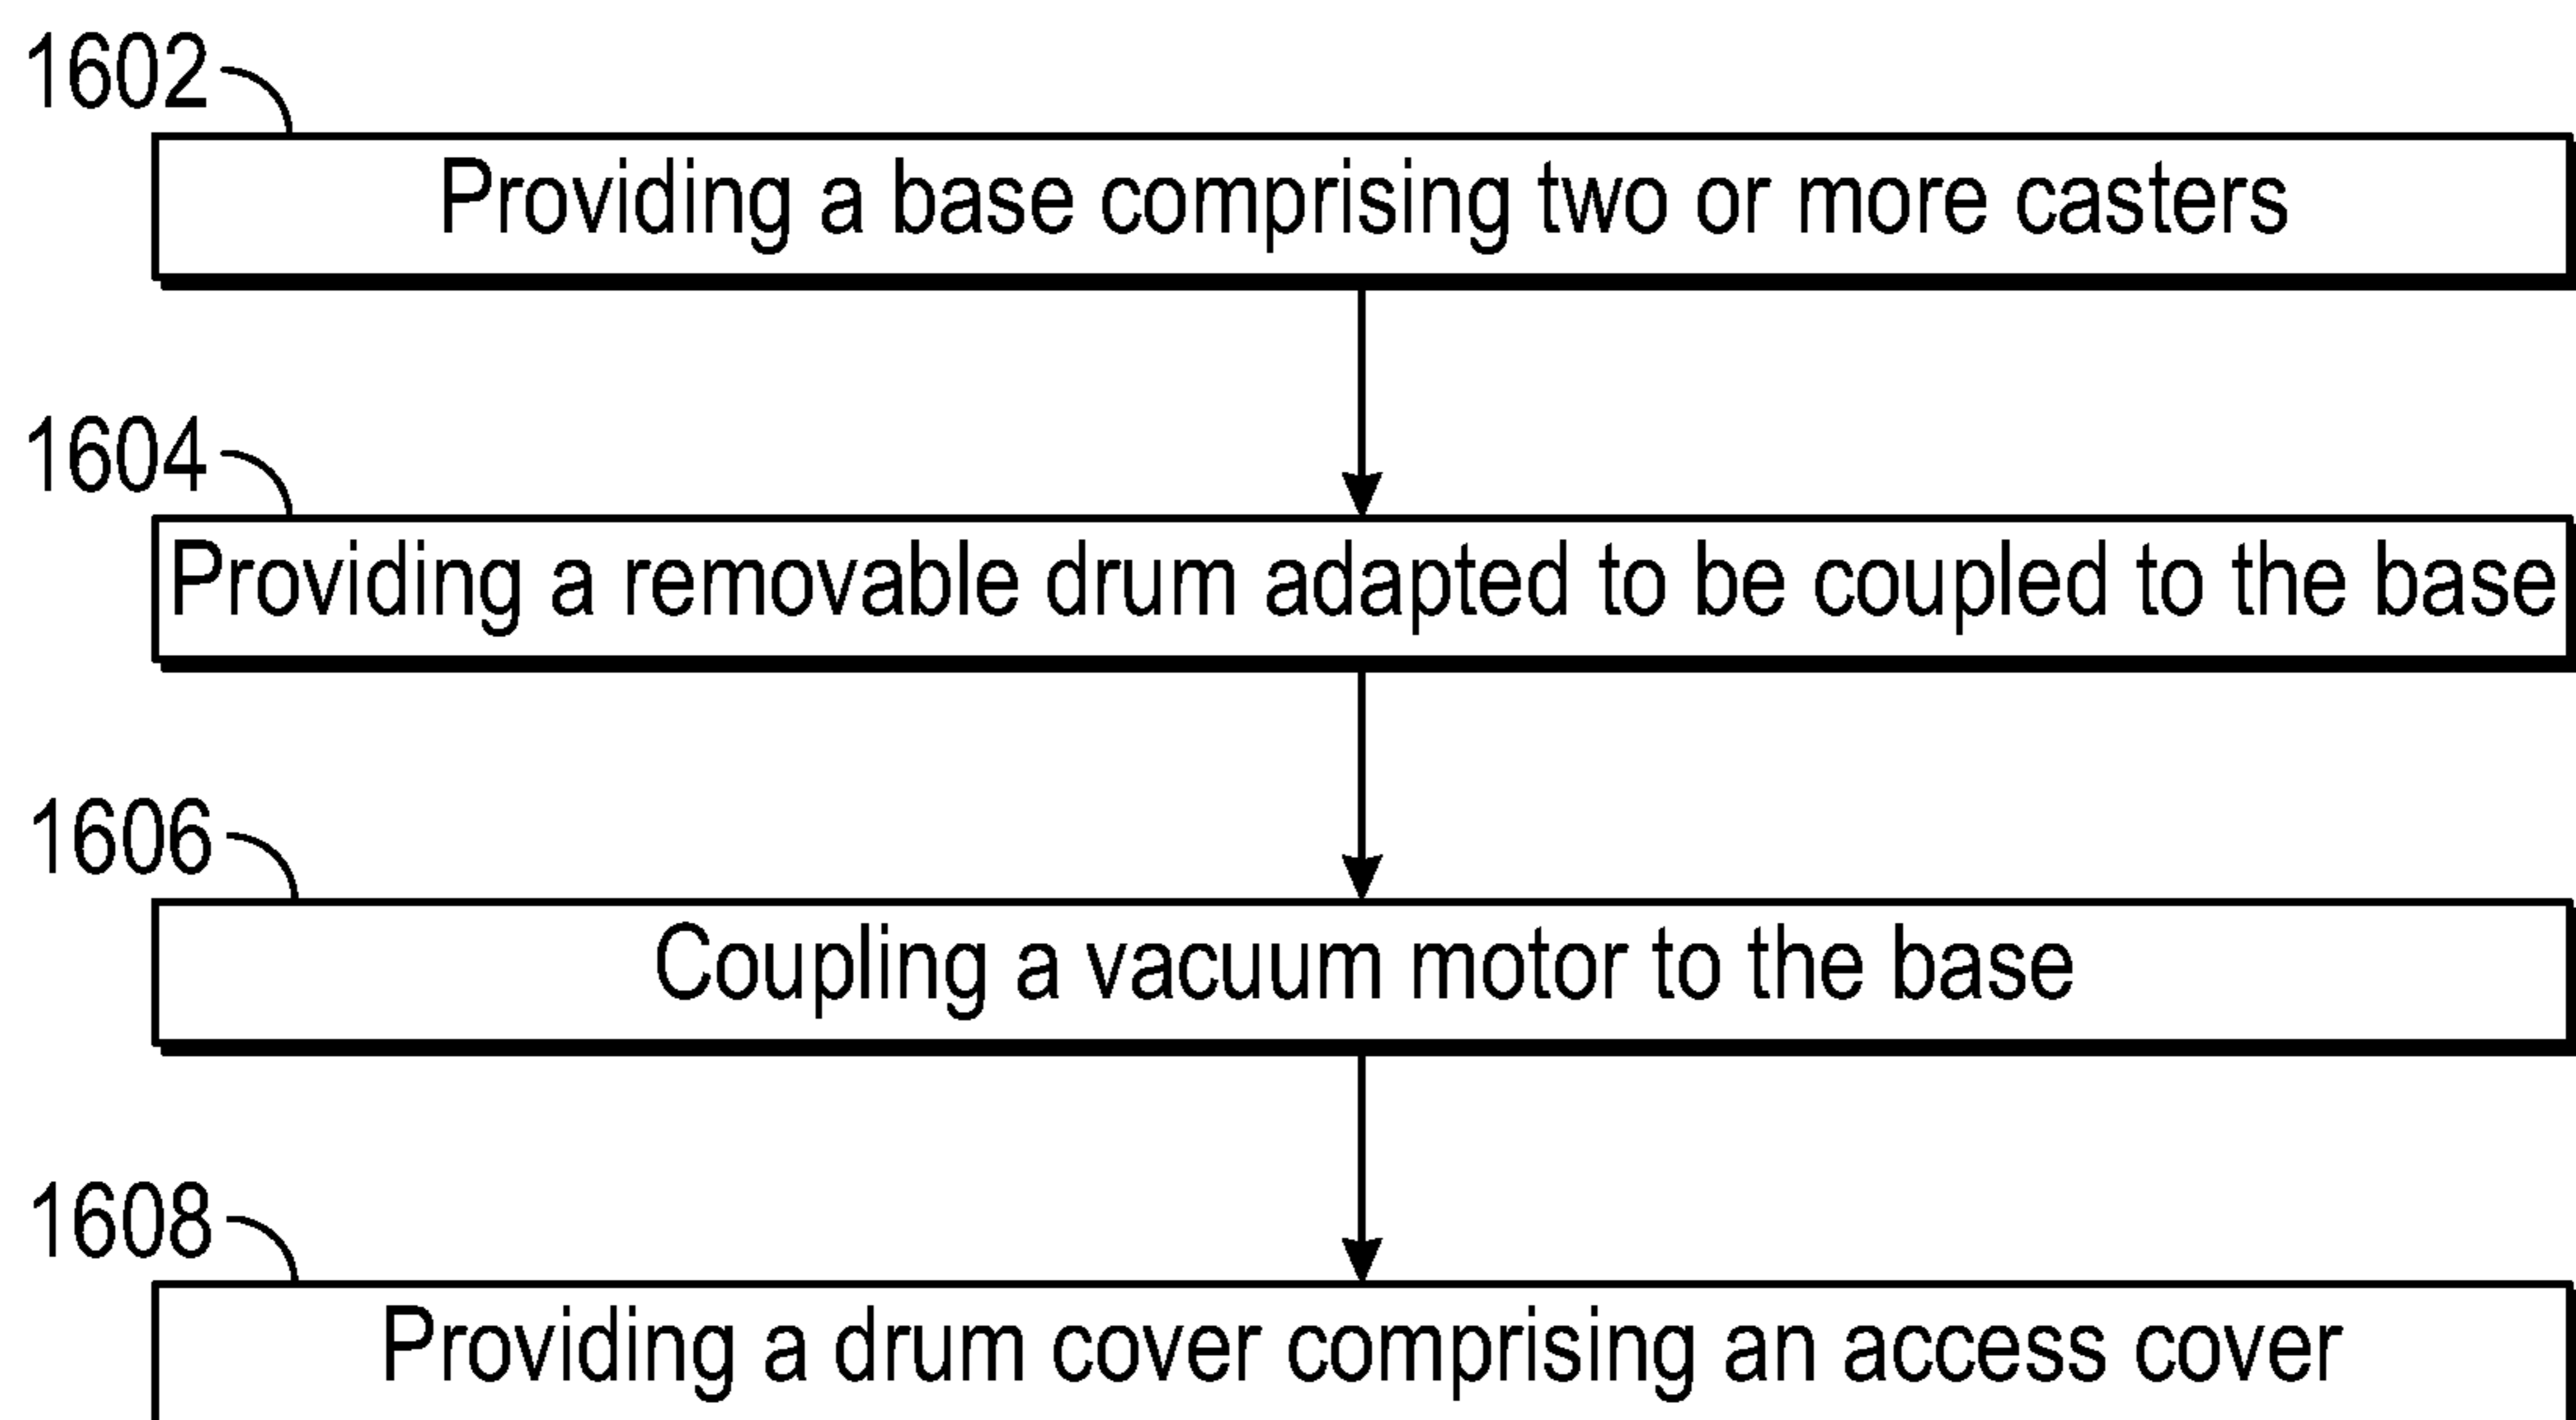 1602
Providing a base comprising two or more casters
1604
Providing a removable drum adapted to be coupled to the base
1606
Coupling a vacuum motor to the base
1608
Providing a drum cover comprising an access cover